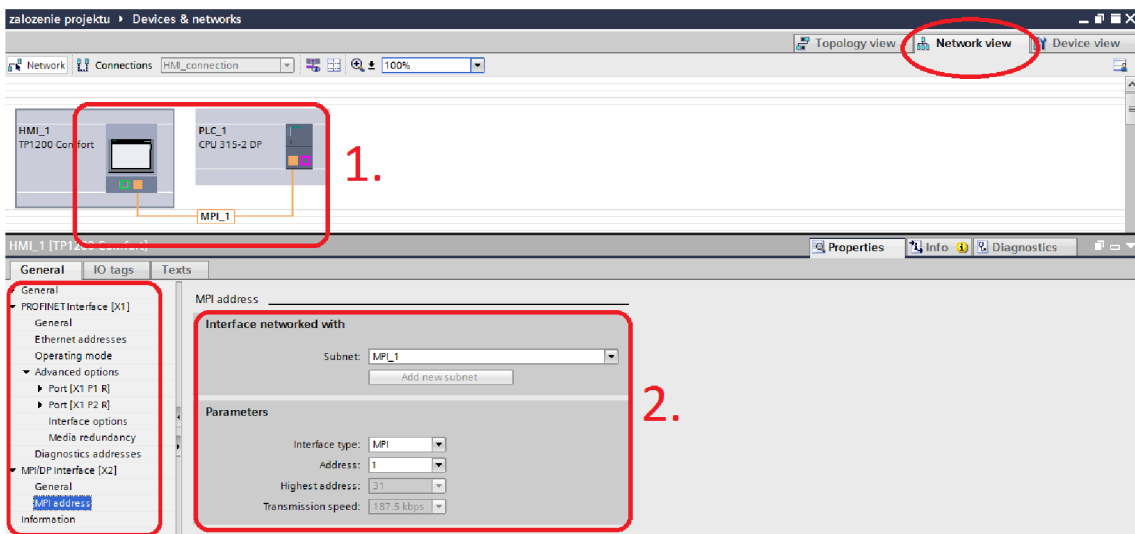 zalozenie projektu ▸ Devices & networks
Topology view Network view Device view
Network Connections HMI_connection 100%
HMI_1 PLC_1
TP1200 Comfort CPU 315-2 DP
1.
MPI_1
HMI_1 [TP1200 Comfort] Properties Info Diagnostics
General IO tags Texts
General
PROFINET Interface [X1]
General
Ethernet addresses
Operating mode
Advanced options
Port [X1 P1 R]
Port [X1 P2 R]
Interface options
Media redundancy
Diagnostics addresses
MPI/DP Interface [X2]
General
MPI address
Information
MPI address
Interface networked with
Subnet: MPI_1
Add new subnet
2.
Parameters
Interface type: MPI
Address: 1
Highest address: 31
Transmission speed: 187.5 kbps